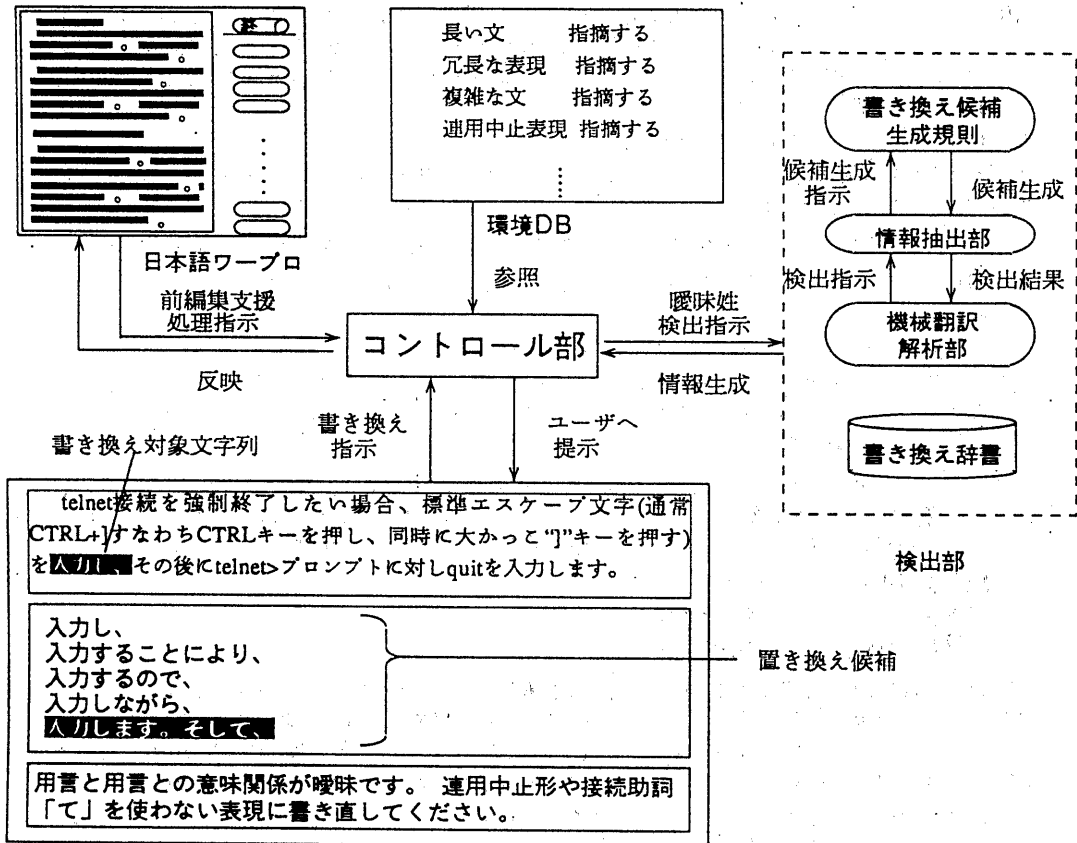 終
日本語ワープロ
長い文 指摘する
冗長な表現 指摘する
複雑な文 指摘する
連用中止表現 指摘する
環境DB
参照
前編集支援
処理指示
反映
コントロール部
曖昧姓
検出指示
情報生成
書き換え候補
生成規則
候補生成
指示
候補生成
情報抽出部
検出指示
検出結果
機械翻訳
解析部
書き換え辞書
検出部
書き換え
指示
ユーザへ
提示
書き換え対象文字列
telnet接続を強制終了したい場合、標準エスケープ文字(通常
CTRL+]すなわちCTRLキーを押し、同時に大かっこ"]"キーを押す)
を入力し、その後にtelnet>プロンプトに対しquitを入力します。
入力し、
入力することにより、
入力するので、
入力しながら、
入力します。そして、
置き換え候補
用言と用言との意味関係が曖昧です。 連用中止形や接続助詞
「て」を使わない表現に書き直してください。